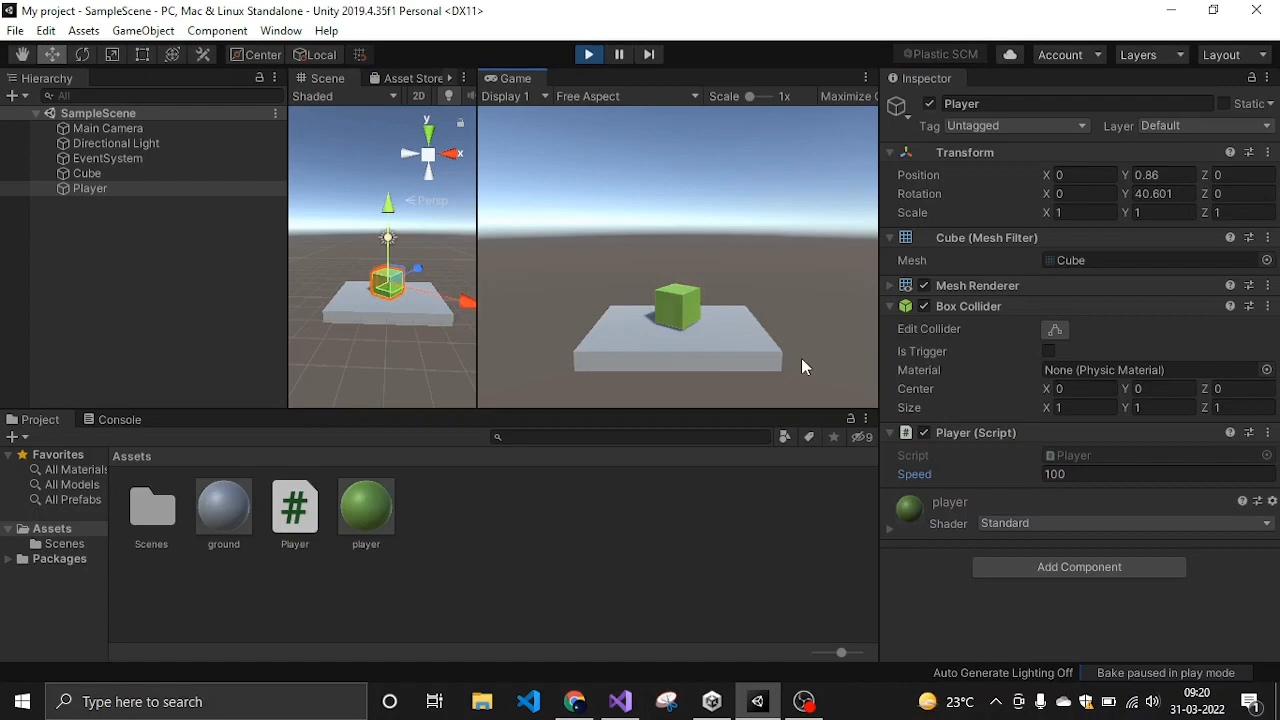 My project - SampleScene - PC, Mac & Linux Standalone - Unity 2019.4.35f1 Personal <DX11>
File Edit Assets GameObject Component Window Help
Center Local Plastic SCM Account Layers Layout
Hierarchy
All
SampleScene
Main Camera
Directional Light
EventSystem
Cube
Player
Scene Asset Store
Shaded 2D
y
x
Persp
Game
Display 1 Free Aspect Scale 1x Maximize
Inspector
Player Static
Tag Untagged Layer Default
Transform
Position X 0 Y 0.86 Z 0
Rotation X 0 Y 40.601 Z 0
Scale X 1 Y 1 Z 1
Cube (Mesh Filter)
Mesh Cube
Mesh Renderer
Box Collider
Edit Collider
Is Trigger
Material None (Physic Material)
Center X 0 Y 0 Z 0
Size X 1 Y 1 Z 1
Player (Script)
Script Player
Speed 100
player
Shader Standard
Add Component
Project Console
9
Favorites
All Materials
All Models
All Prefabs
Assets
Scenes
Packages
Assets
Scenes ground Player player
Auto Generate Lighting Off Bake paused in play mode
Type here to search
23°C
09:20
31-03-2022
1